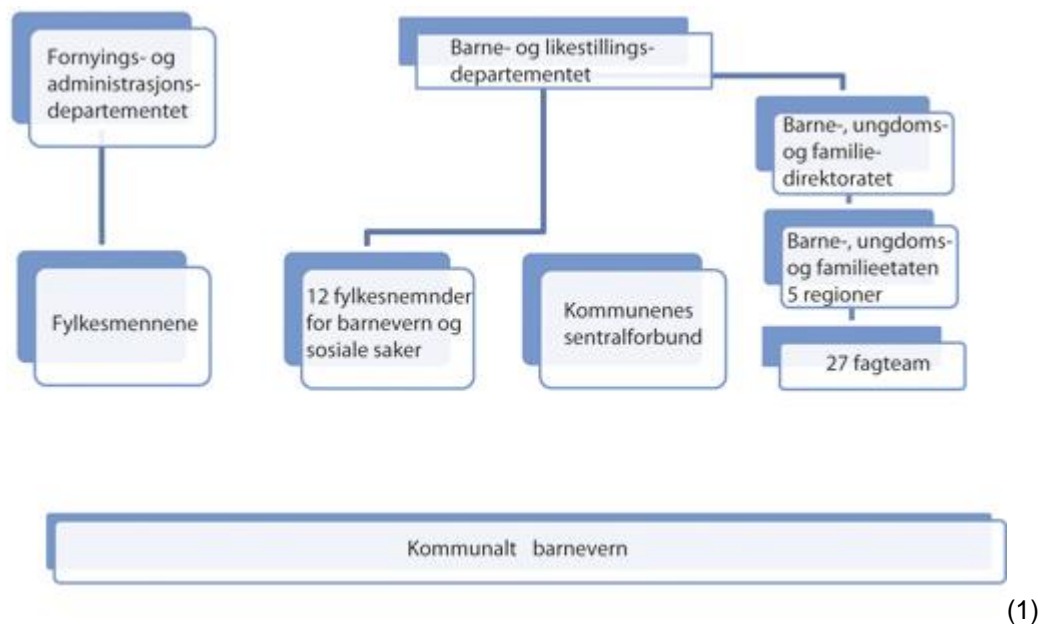 Fornyings- og
administrasjons-
departementet
Barne- og likestillings-
departementet
Barne-, ungdoms-
og familie-
direktoratet
Barne-, ungdoms-
og familieetaten
5 regioner
Fylkesmennene
12 fylkesnemnder
for barnevern og
sosiale saker
Kommunenes
sentralforbund
27 fagteam
Kommunalt barnevern
(1)